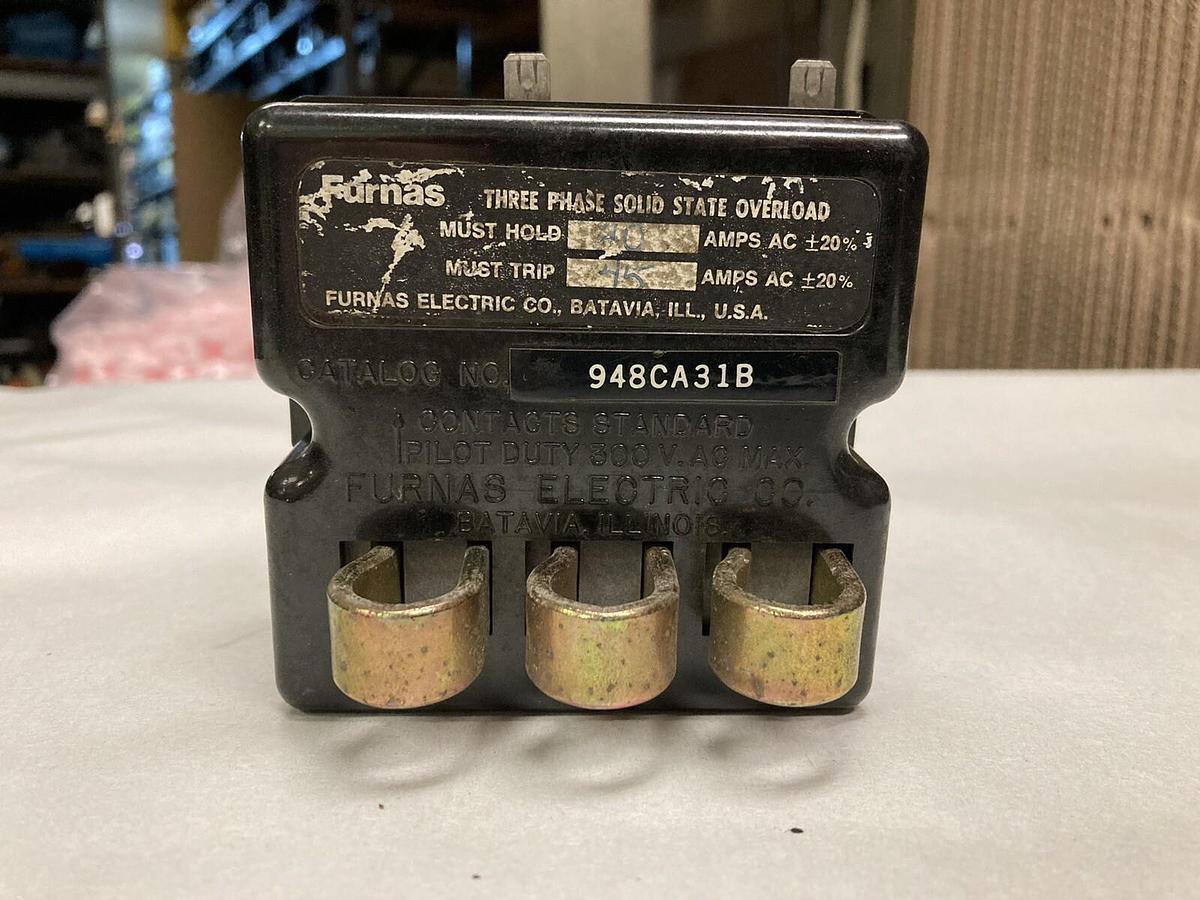 Furnas THREE PHASE SOLID STATE OVERLOAD
MUST HOLD AMPS AC ±20%
MUST TRIP 45 AMPS AC ±20%
FURNAS ELECTRIC CO., BATAVIA, ILL., U.S.A.
CATALOG NO. 948CA31B
CONTACTS STANDARD
PILOT DUTY 300 V. AC MAX.
FURNAS ELECTRIC CO.
BATAVIA, ILLINOIS